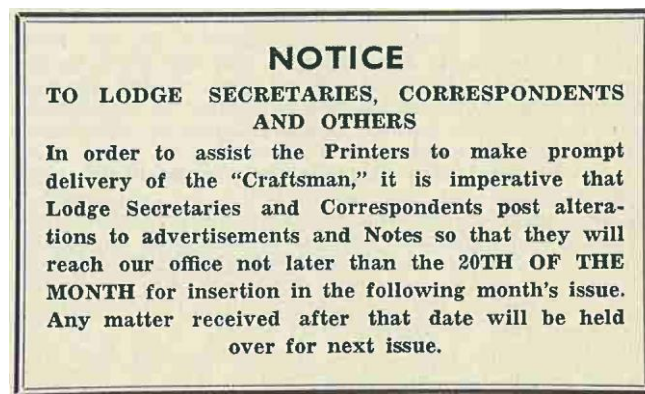 NOTICE
TO LODGE SECRETARIES, CORRESPONDENTS
AND OTHERS
In order to assist the Printers to make prompt
delivery of the "Craftsman," it is imperative that
Lodge Secretaries and Correspondents post altera-
tions to advertisements and Notes so that they will
reach our office not later than the 20TH OF THE
MONTH for insertion in the following month's issue.
Any matter received after that date will be held
over for next issue.